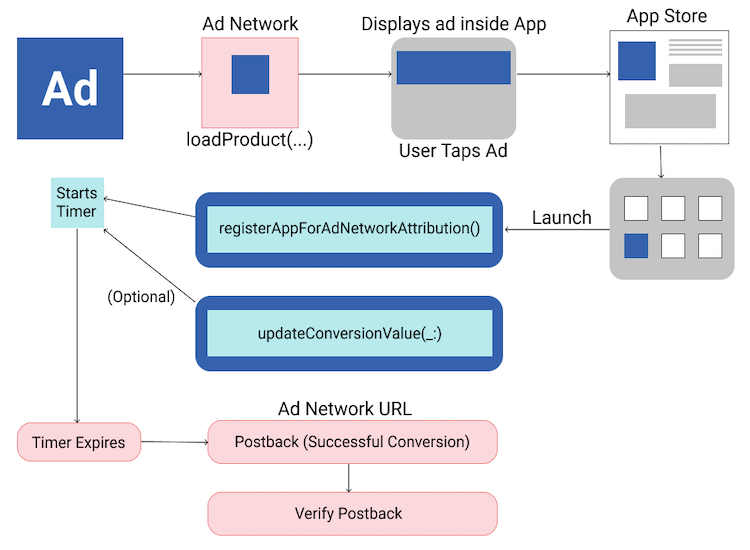 Ad Network
Displays ad inside App
App Store
Ad
loadProduct(...)
User Taps Ad
Starts
Timer
registerAppForAdNetworkAttribution()
Launch
(Optional)
updateConversionValue(_:)
Ad Network URL
Timer Expires
Postback (Successful Conversion)
Verify Postback